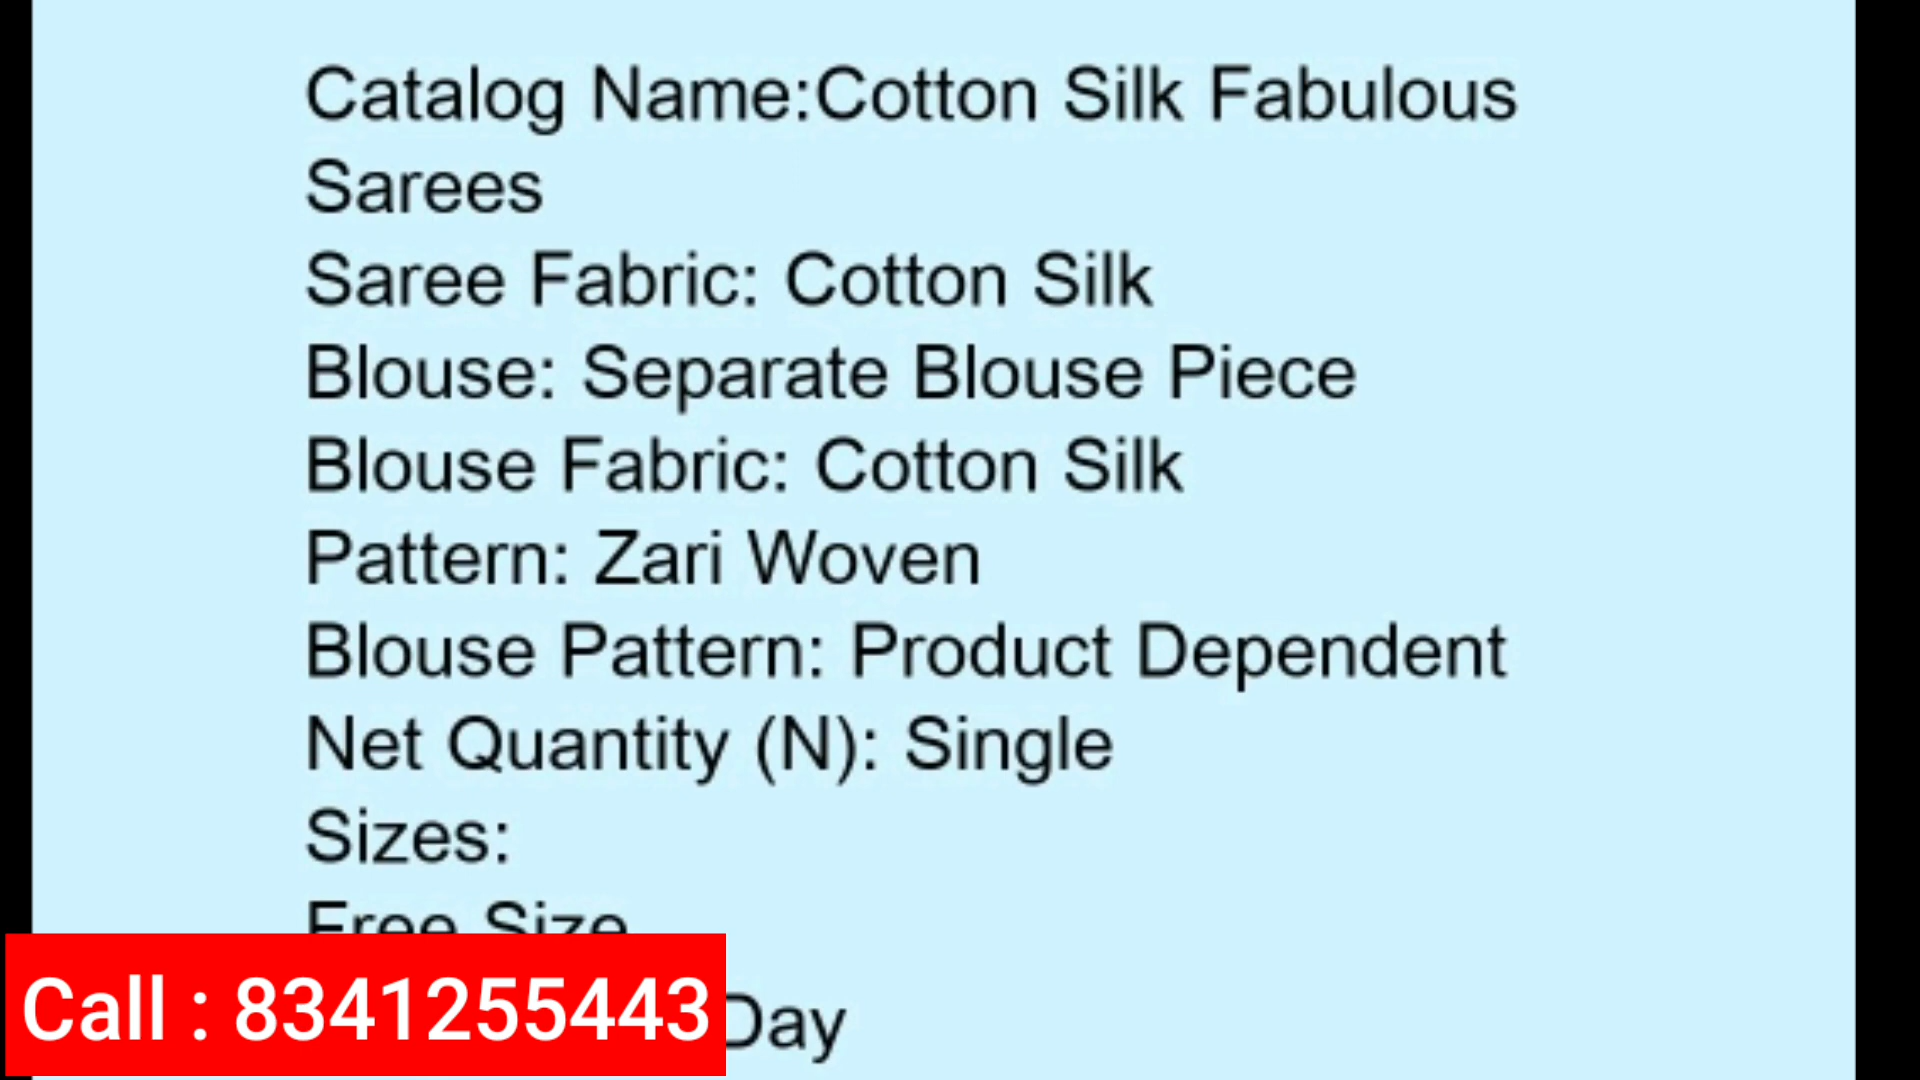 Catalog Name:Cotton Silk Fabulous
Sarees
Saree Fabric: Cotton Silk
Blouse: Separate Blouse Piece
Blouse Fabric: Cotton Silk
Pattern: Zari Woven
Blouse Pattern: Product Dependent
Net Quantity (N): Single
Sizes:
Free Size
Call : 8341255443
Day